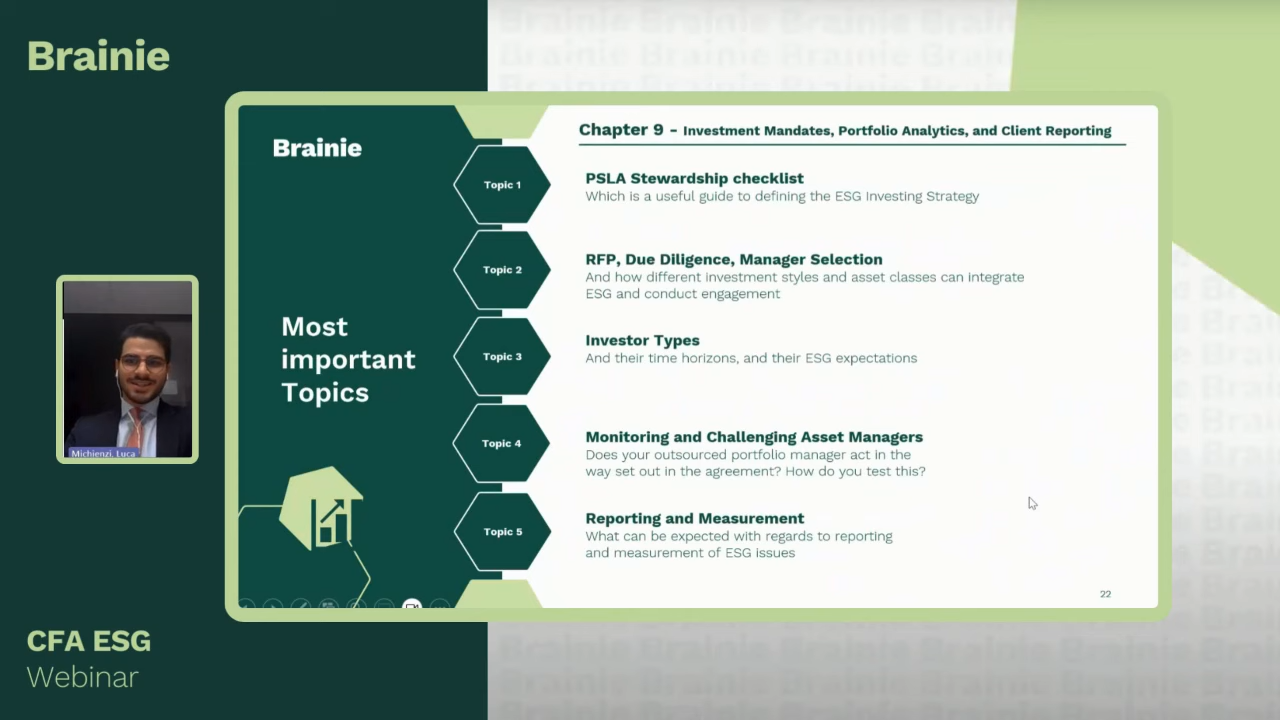 Brainie
Brainie
Most
important
Topics
Chapter 9 - Investment Mandates, Portfolio Analytics, and Client Reporting
Topic 1
PSLA Stewardship checklist
Which is a useful guide to defining the ESG Investing Strategy
Topic 2
RFP, Due Diligence, Manager Selection
And how different investment styles and asset classes can integrate
ESG and conduct engagement
Topic 3
Investor Types
And their time horizons, and their ESG expectations
Topic 4
Monitoring and Challenging Asset Managers
Does your outsourced portfolio manager act in the
way set out in the agreement? How do you test this?
Topic 5
Reporting and Measurement
What can be expected with regards to reporting
and measurement of ESG issues
22
Michienzi, Luca
CFA ESG
Webinar